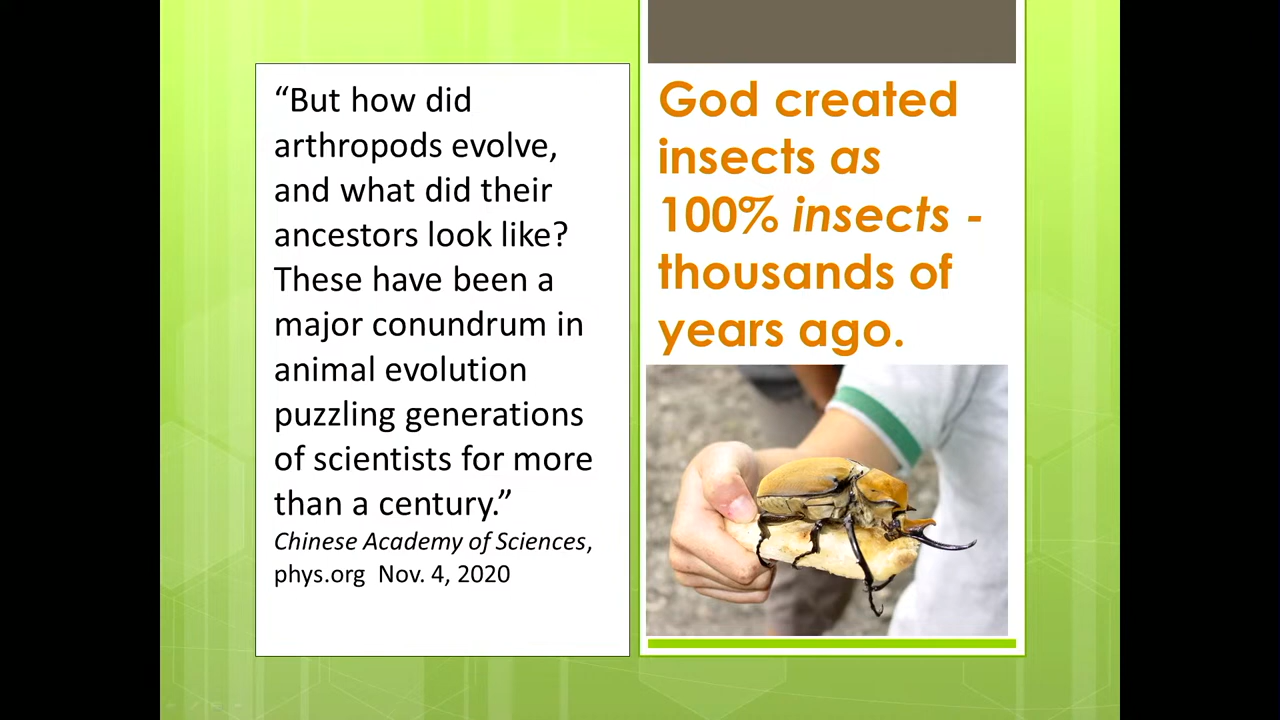 “But how did
arthropods evolve,
and what did their
ancestors look like?
These have been a
major conundrum in
animal evolution
puzzling generations
of scientists for more
than a century.”
Chinese Academy of Sciences,
phys.org Nov. 4, 2020
God created
insects as
100% insects -
thousands of
years ago.